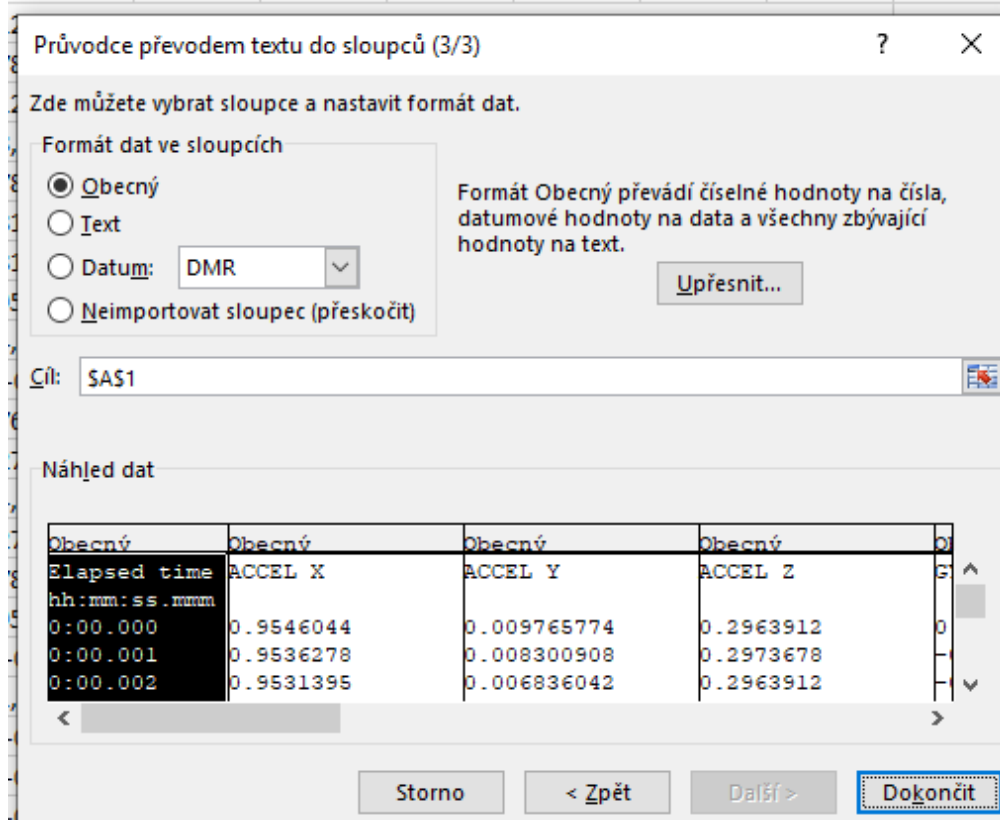 Průvodce převodem textu do sloupců (3/3)
?
Zde můžete vybrat sloupce a nastavit formát dat.
Formát dat ve sloupcích
Obecný
Text
Datum: DMR
Neimportovat sloupec (přeskočit)
Formát Obecný převádí číselné hodnoty na čísla,
datumové hodnoty na data a všechny zbývající
hodnoty na text.
Upřesnit...
Cíl: $A$1
Náhled dat
Obecný Obecný Obecný Obecný
Elapsed time ACCEL X ACCEL Y ACCEL Z
hh:mm:ss.mmm
0:00.000 0.9546044 0.009765774 0.2963912 0
0:00.001 0.9536278 0.008300908 0.2973678
0:00.002 0.9531395 0.006836042 0.2963912
Storno < Zpět Další > Dokončit